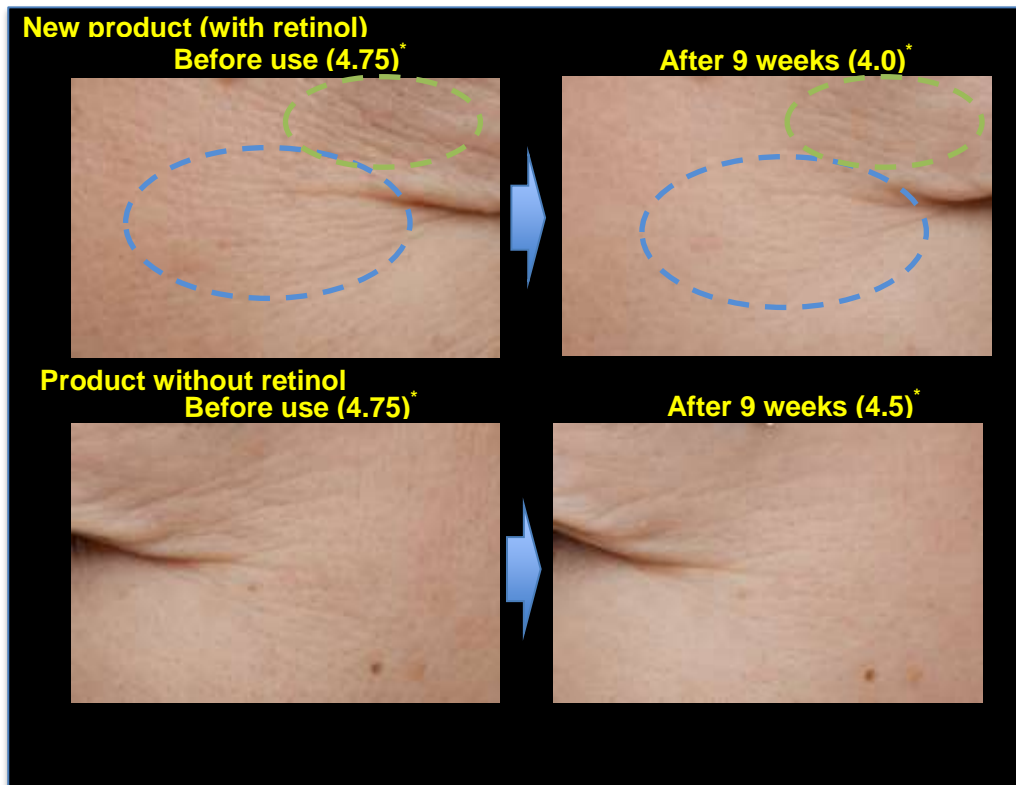 New product (with retinol)
Before use (4.75)*
After 9 weeks (4.0)*
Product without retinol
Before use (4.75)*
After 9 weeks (4.5)*